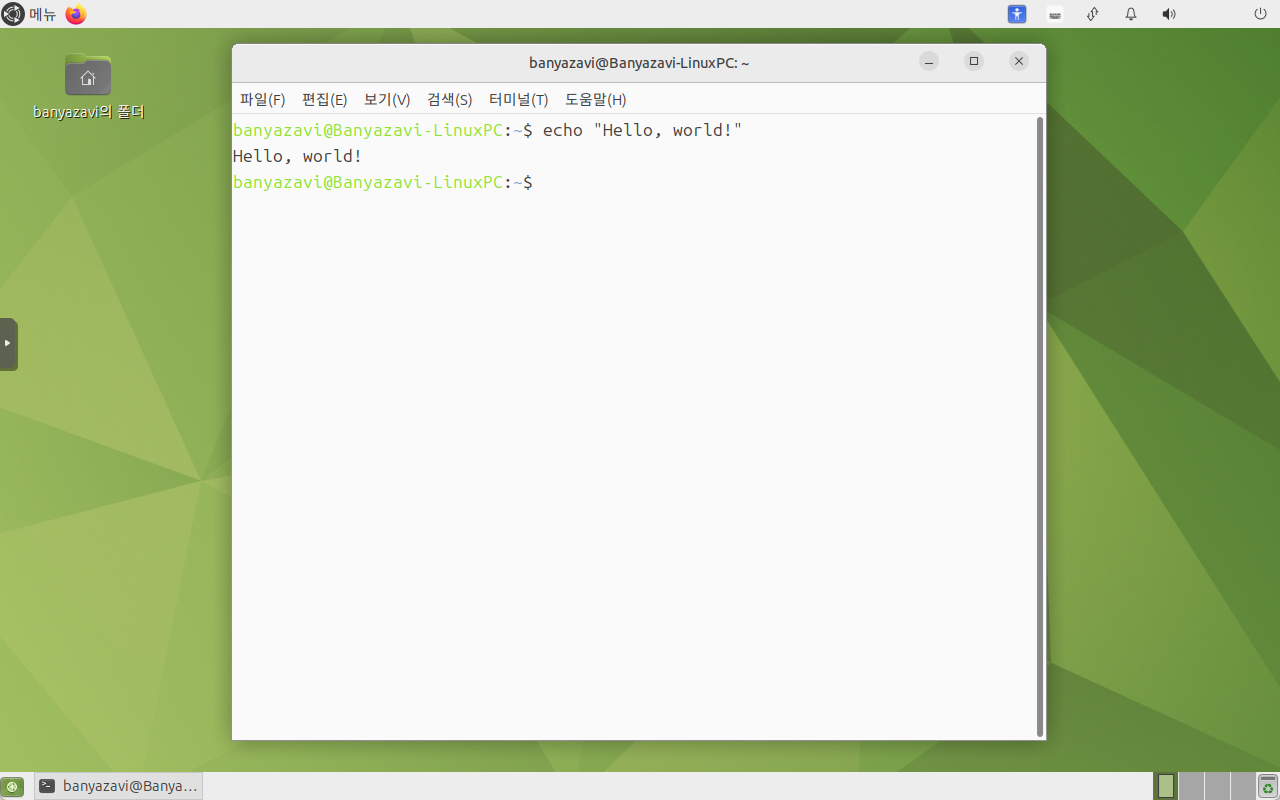 메뉴
banyazavi의 폴더
banyazavi@Banyazavi-LinuxPC: ~
파일(F) 편집(E) 보기(V) 검색(S) 터미널(T) 도움말(H)
banyazavi@Banyazavi-LinuxPC:~$ echo "Hello, world!"
Hello, world!
banyazavi@Banyazavi-LinuxPC:~$
banyazavi@Banya...